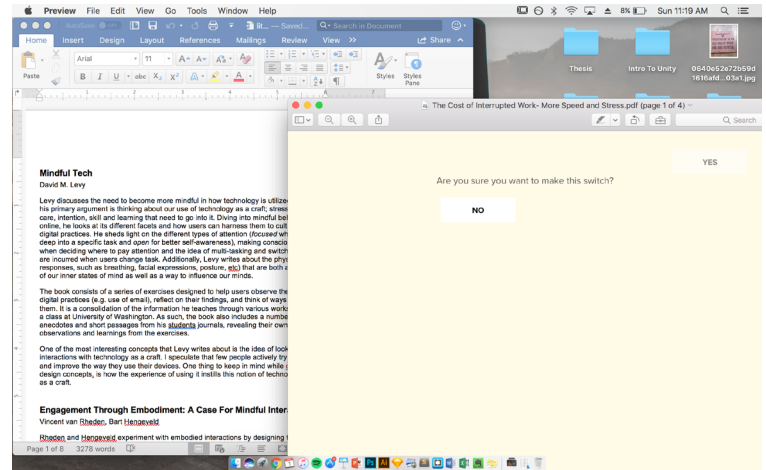 Preview File Edit View Go Tools Window Help
8% Sun 11:19 AM
AutoSave
lit... — Saved...
Search in Document
Home Insert Design Layout References Mailings Review View >> Share
Paste
Arial 11
B I U abc X2 X2
Styles Styles Pane
Thesis
Intro To Unity
0640e52e72b59d
1616afd...03a1.jpg
The Cost of Interrupted Work- More Speed and Stress.pdf (page 1 of 4)
Search
YES
Are you sure you want to make this switch?
NO
Mindful Tech
David M. Levy
Levy discusses the need to become more mindful in how technology is utilize
his primary argument is thinking about our use of technology as a craft; stress
care, intention, skill and learning that need to go into it. Diving into mindful bel
online, he looks at its different facets and how users can harness them to cult
digital practices. He sheds light on the different types of attention (focused wh
deep into a specific task and open for better self-awareness), making conscio
when deciding where to pay attention and the idea of multi-tasking and switch
are incurred when users change task. Additionally, Levy writes about the phys
responses, such as breathing, facial expressions, posture, etc) that are both a
of our inner states of mind as well as a way to influence our minds.
The book consists of a series of exercises designed to help users observe the
digital practices (e.g. use of email), reflect on their findings, and think of ways
them. It is a consolidation of the information he teaches through various works
a class at University of Washington. As such, the book also includes a numbe
anecdotes and short passages from his students journals, revealing their own
observations and learnings from the exercises.
One of the most interesting concepts that Levy writes about is the idea of look
interactions with technology as a craft. I speculate that few people actively try
and improve the way they use their devices. One thing to keep in mind while
design concepts, is how the experience of using it instills this notion of techno
as a craft.
Engagement Through Embodiment: A Case For Mindful Inter
Vincent van Rheden, Bart Hengeveld
Rheden and Hengeveld experiment with embodied interactions by designing
Page 1 of 8 3278 words